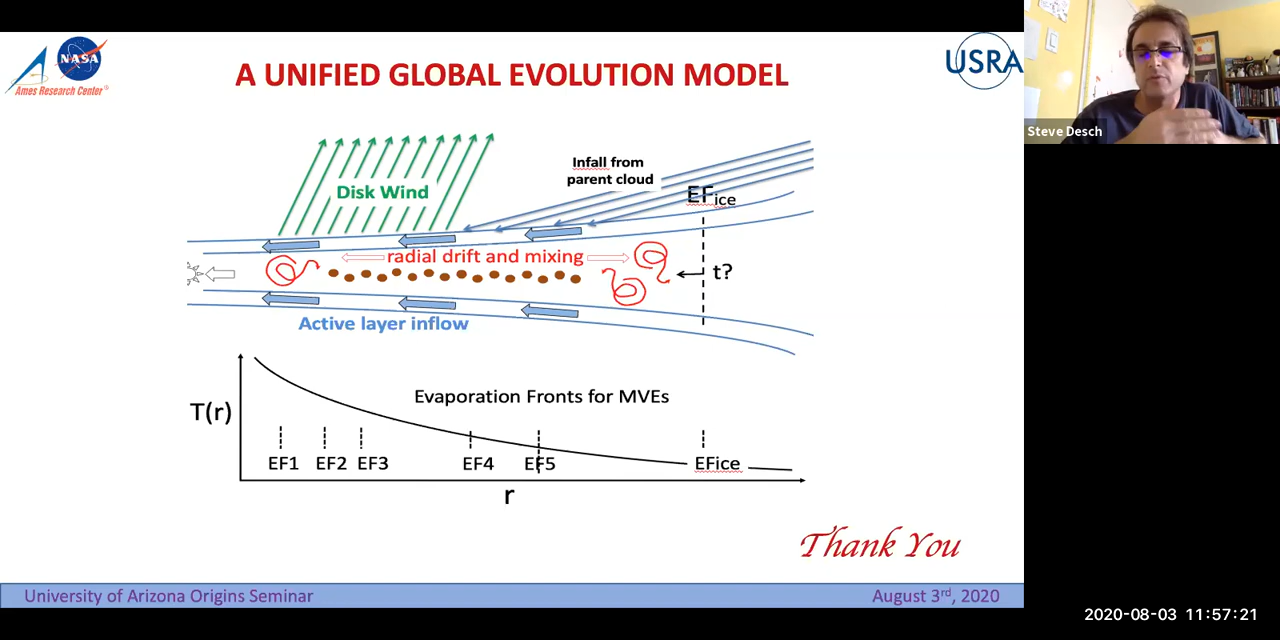 NASA
Ames Research Center
A UNIFIED GLOBAL EVOLUTION MODEL
USRA
Steve Desch
Infall from
parent cloud
Disk Wind
EFice
radial drift and mixing
t?
Active layer inflow
Evaporation Fronts for MVEs
T(r)
EF1 EF2 EF3 EF4 EF5 EFice
r
Thank You
University of Arizona Origins Seminar August 3rd, 2020
2020-08-03 11:57:21